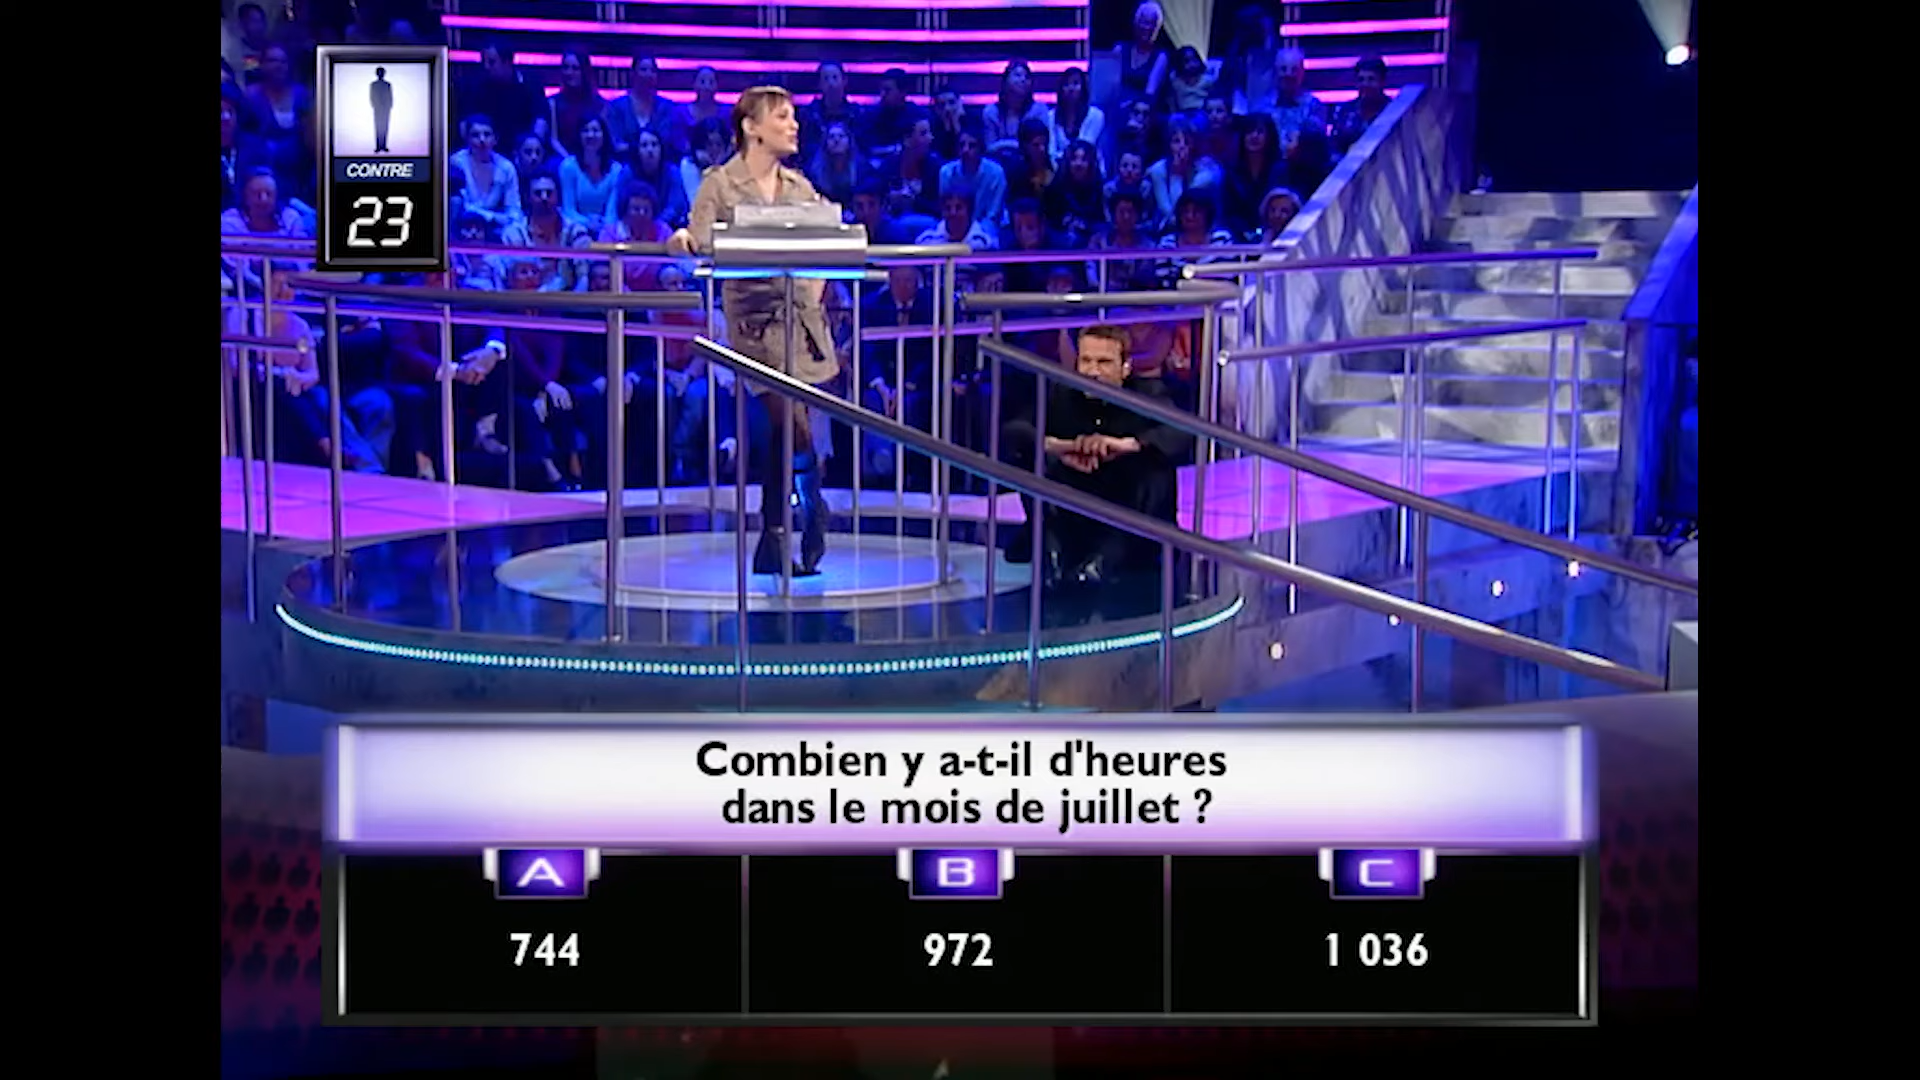 CONTRE
23
Combien y a-t-il d'heures
dans le mois de juillet ?
A
B
C
744
972
1 036